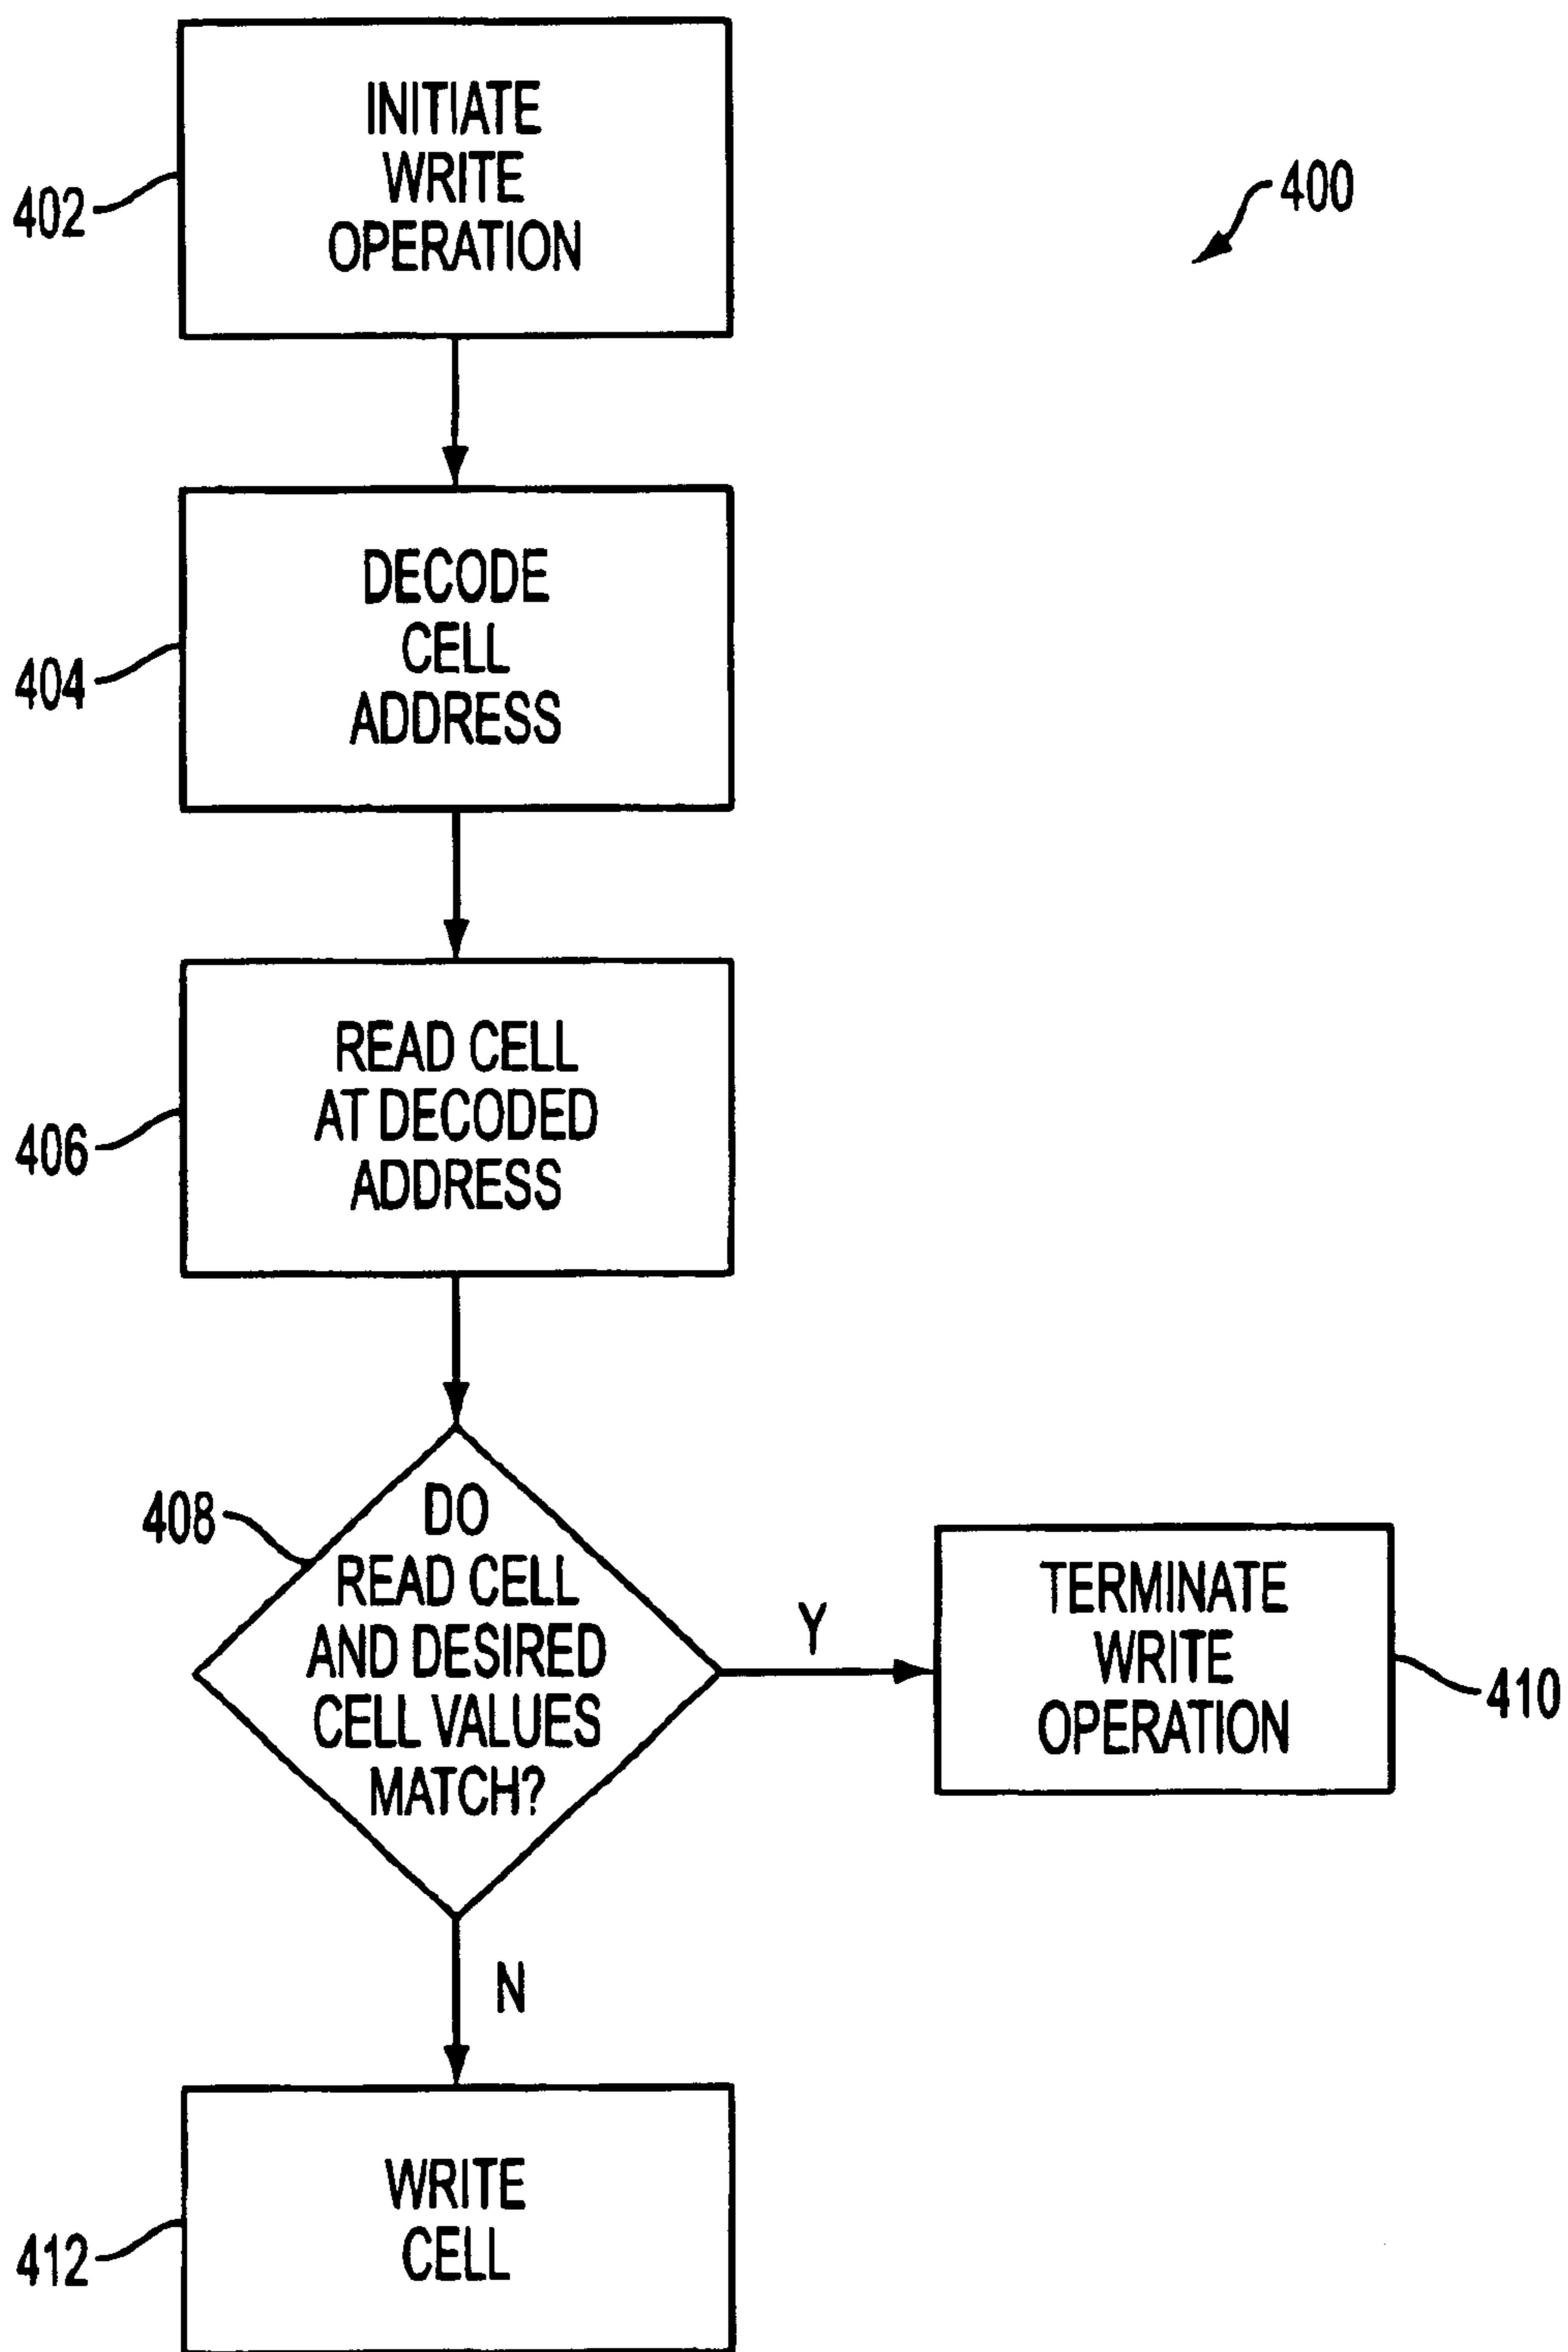 INITIATE
WRITE
OPERATION
402
400
DECODE
CELL
ADDRESS
404
READ CELL
AT DECODED
ADDRESS
406
DO
READ CELL
AND DESIRED
CELL VALUES
MATCH?
408
Y
TERMINATE
WRITE
OPERATION
410
N
WRITE
CELL
412